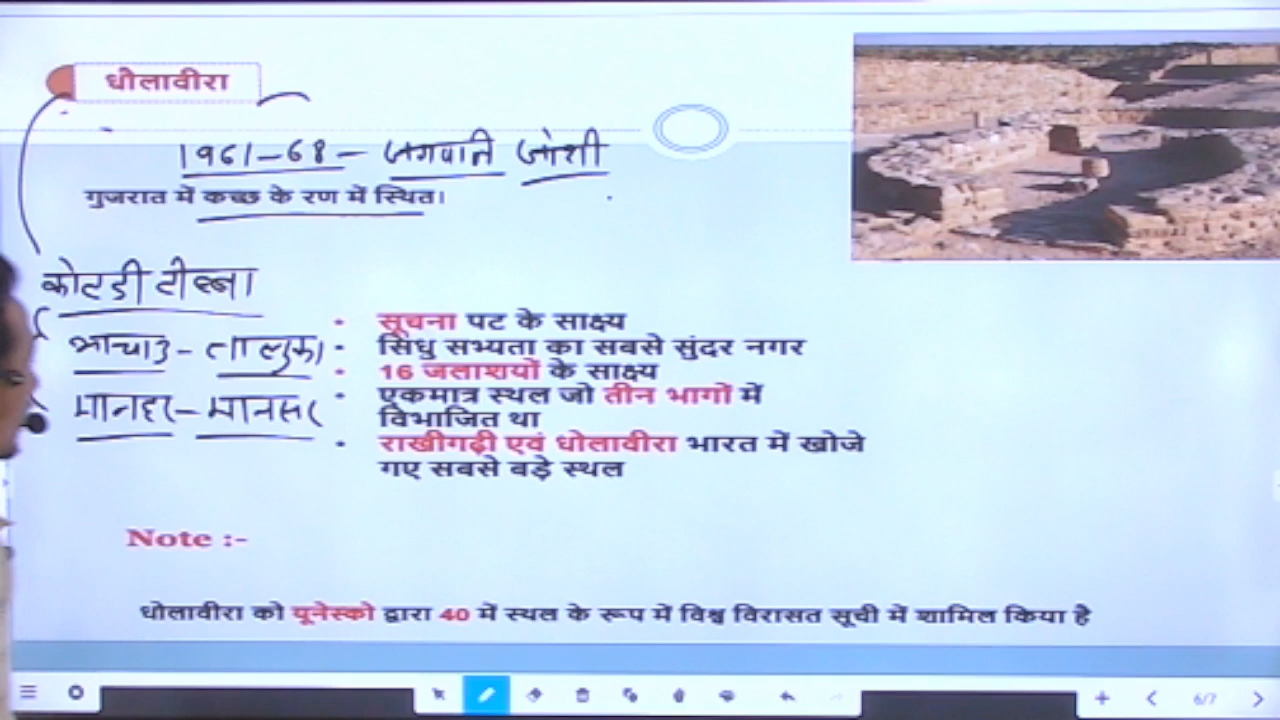 धोलावीरा
1961-68 - जगपति जोशी
गुजरात में कच्छ के रण में स्थित।
कोटडी टीब्बा
भाचाउ - तालुका
मानहर - मानसर
• सूचना पट के साक्ष्य
• सिंधु सभ्यता का सबसे सुंदर नगर
• 16 जलाशयों के साक्ष्य
• एकमात्र स्थल जो तीन भागों में
विभाजित था
• राखीगढ़ी एवं धोलावीरा भारत में खोजे
गए सबसे बड़े स्थल
Note :-
धोलावीरा को यूनेस्को द्वारा 40 में स्थल के रूप में विश्व विरासत सूची में शामिल किया है
6/7